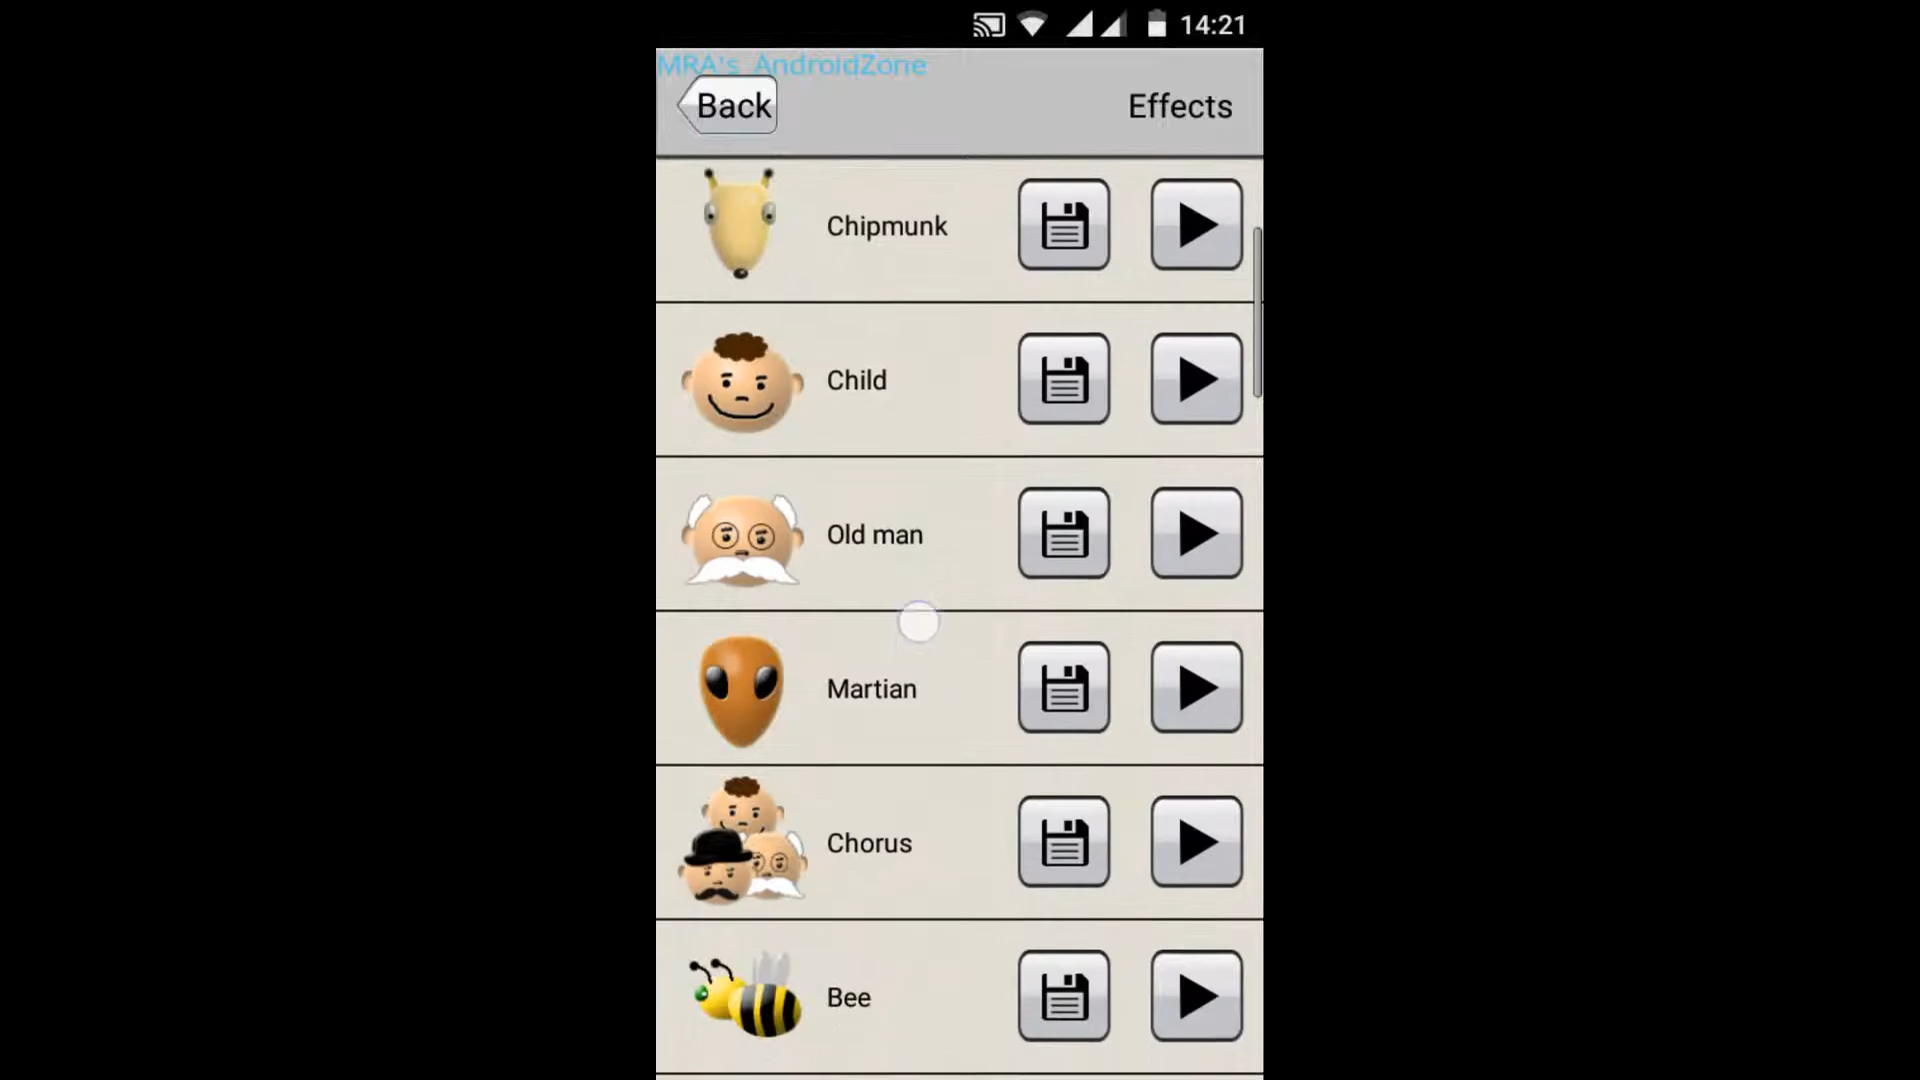 14:21
MRA's AndroidZone
Back
Effects
Chipmunk
Child
Old man
Martian
Chorus
Bee